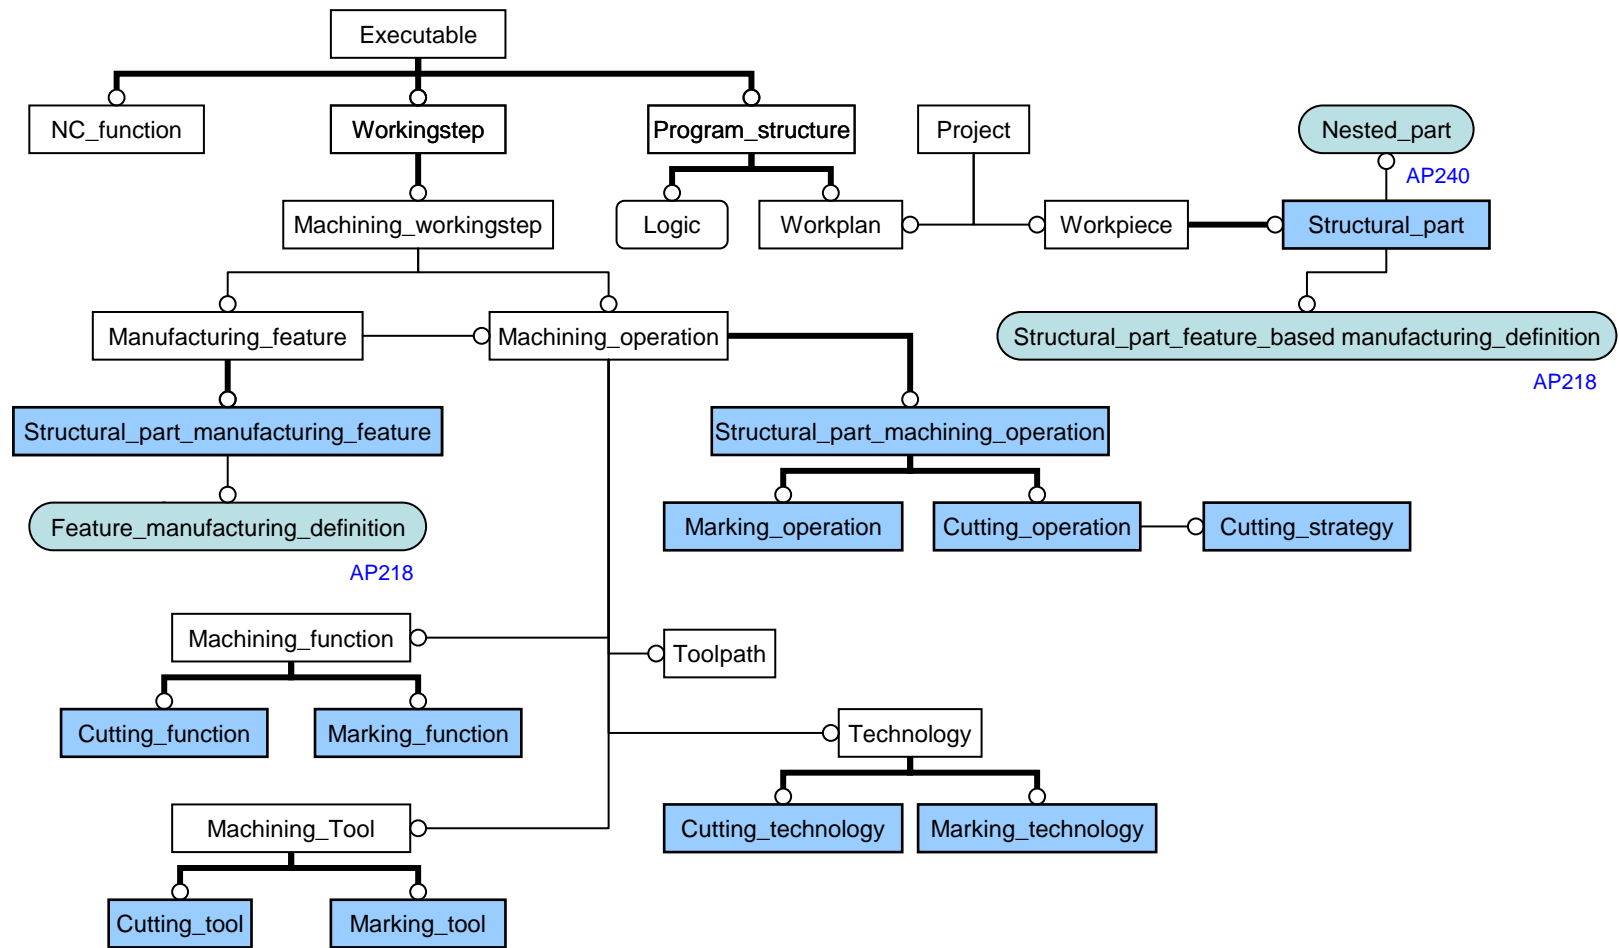 Executable
NC_function
Workingstep
Program_structure
Project
Nested_part
AP240
Machining_workingstep
Logic
Workplan
Workpiece
Structural_part
Manufacturing_feature
Machining_operation
Structural_part_feature_based manufacturing_definition
AP218
Structural_part_manufacturing_feature
Structural_part_machining_operation
Feature_manufacturing_definition
Marking_operation
Cutting_operation
Cutting_strategy
AP218
Machining_function
Toolpath
Cutting_function
Marking_function
Technology
Machining_Tool
Cutting_technology
Marking_technology
Cutting_tool
Marking_tool